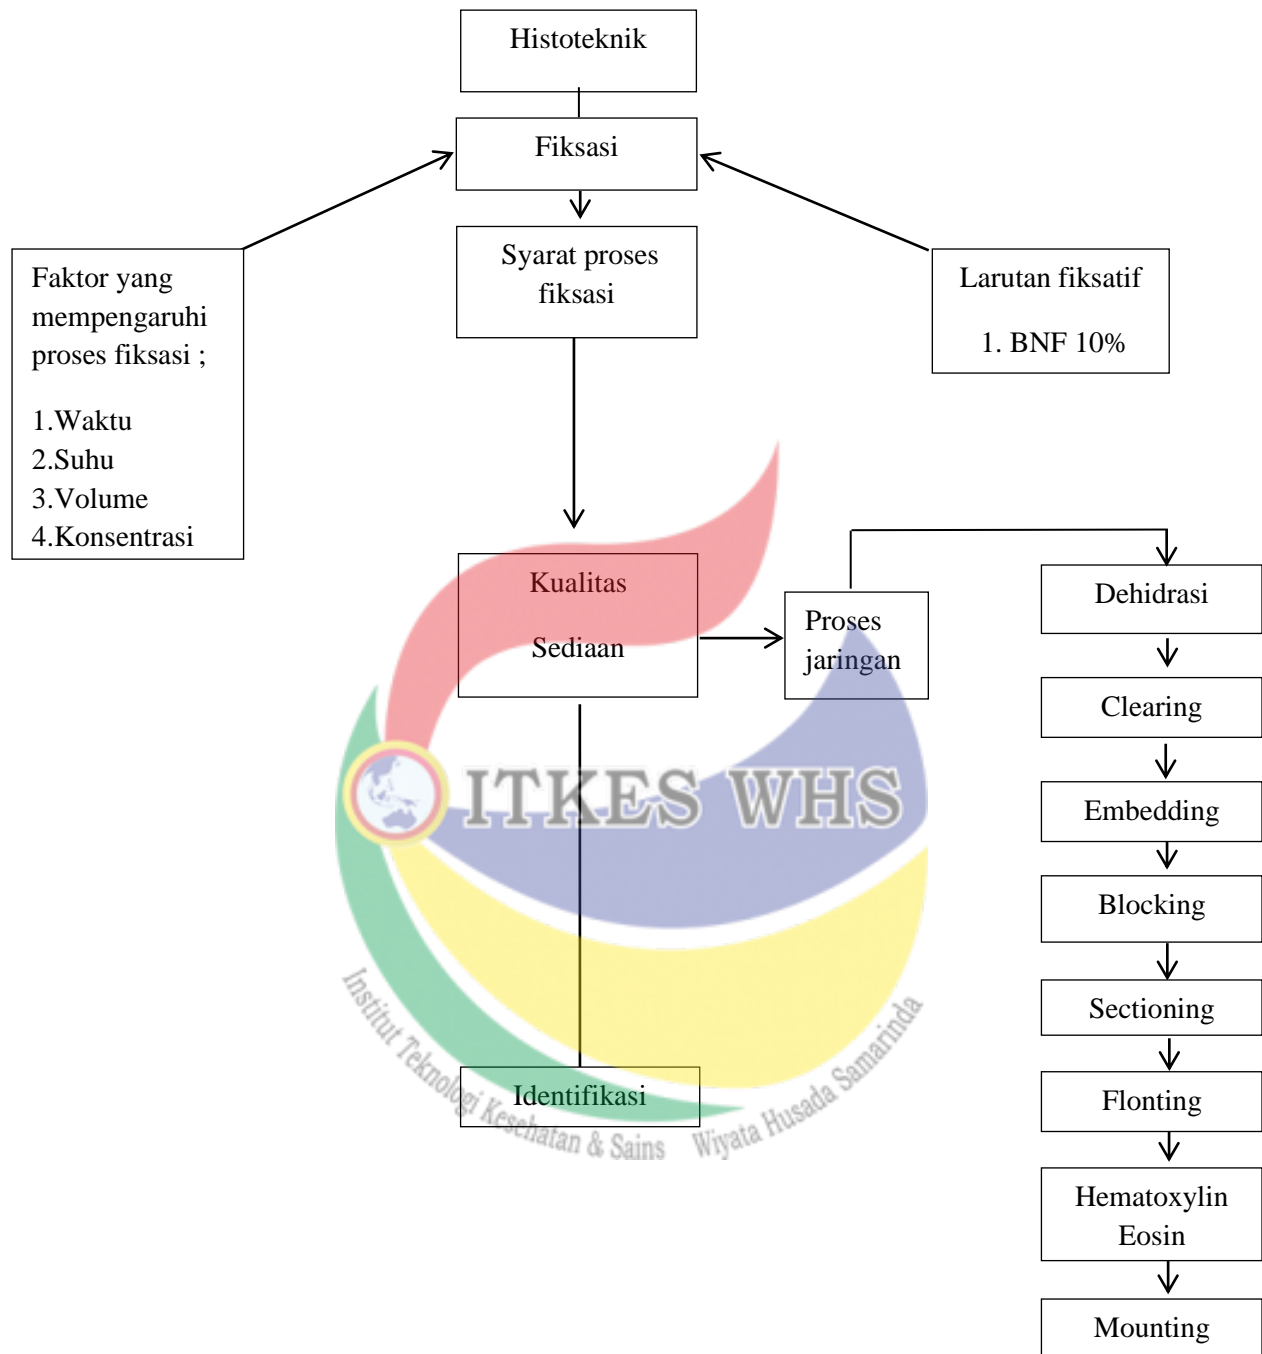 Histoteknik
Fiksasi
Syarat proses
fiksasi
Faktor yang
mempengaruhi
proses fiksasi ;
1.Waktu
2.Suhu
3.Volume
4.Konsentrasi
Larutan fiksatif
1. BNF 10%
Kualitas
Sediaan
Proses
jaringan
Dehidrasi
Clearing
Embedding
Blocking
Sectioning
Flonting
Hematoxylin
Eosin
Mounting
Identifikasi
ITKES WHS
Institut Teknologi Kesehatan & Sains Wiyata Husada Samarinda